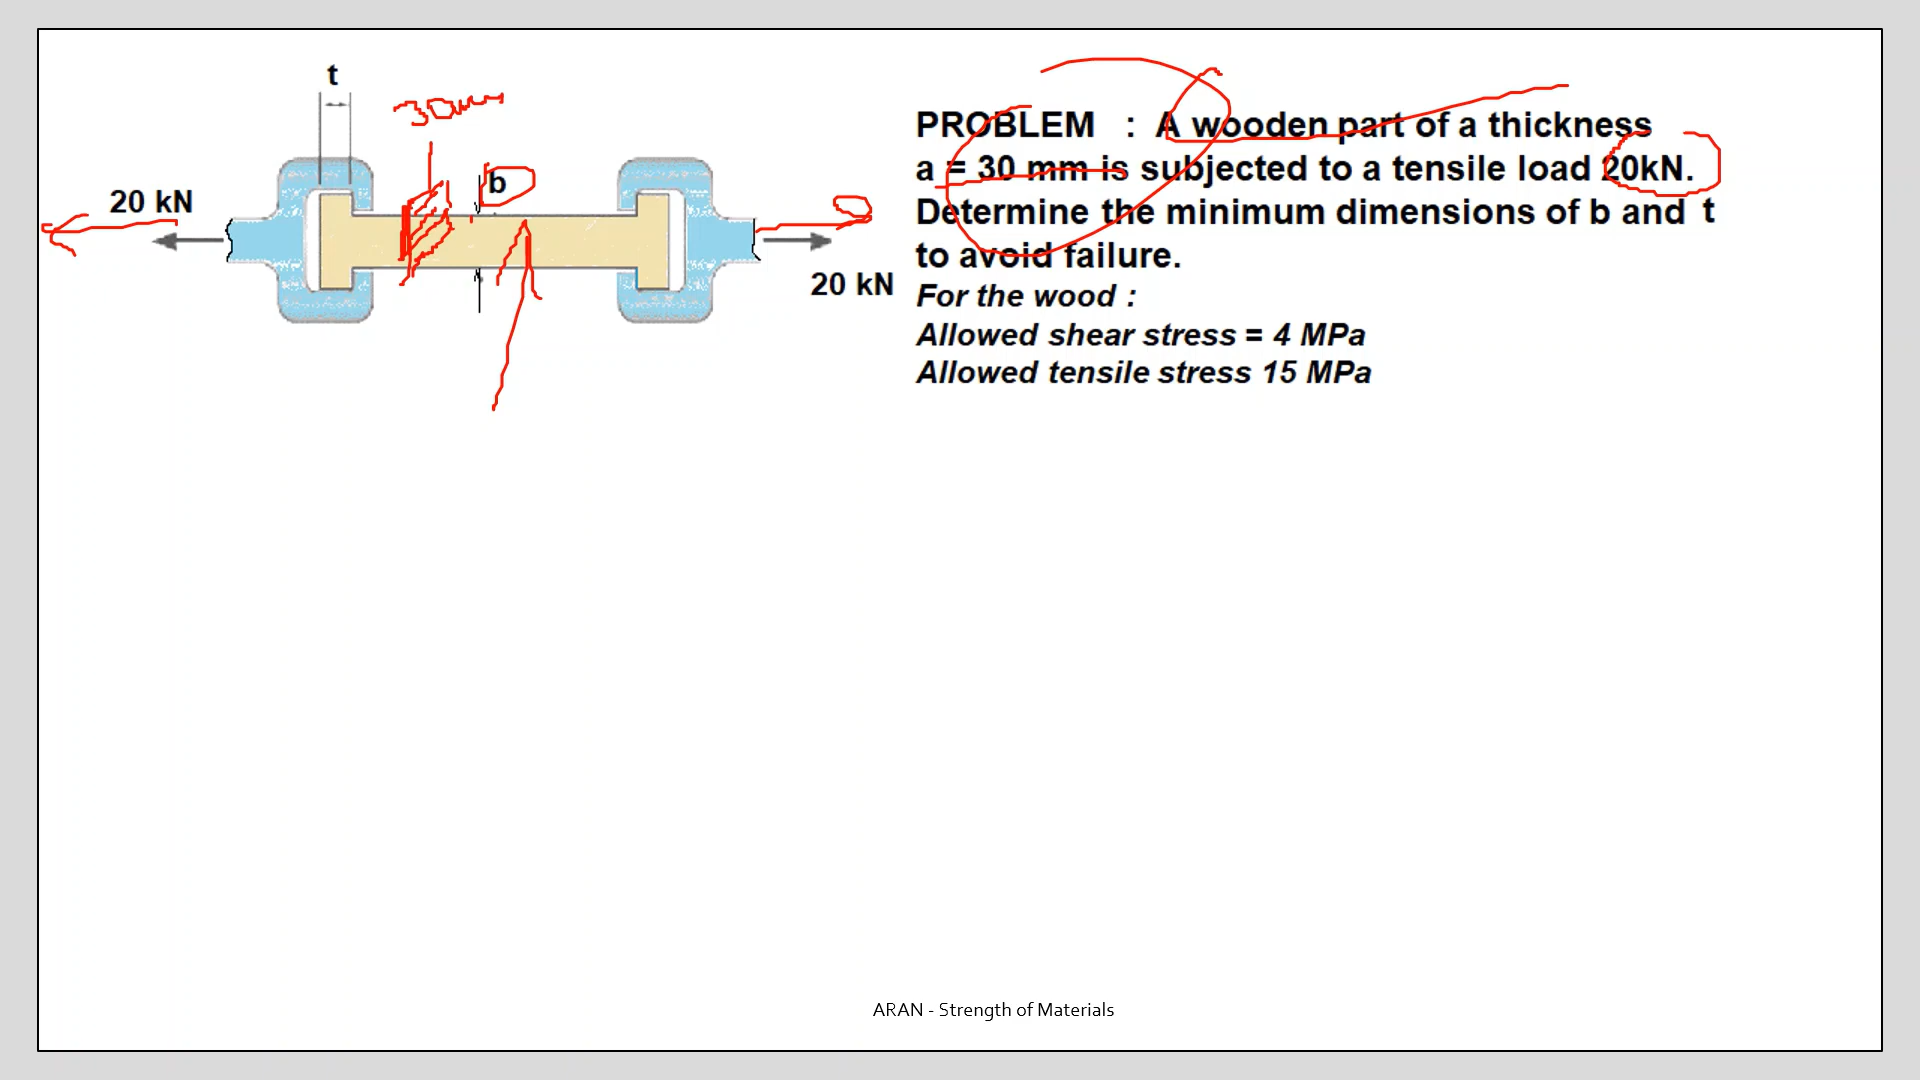 t
30mm
b
20 kN
20 kN
PROBLEM : A wooden part of a thickness
a = 30 mm is subjected to a tensile load 20kN.
Determine the minimum dimensions of b and t
to avoid failure.
For the wood :
Allowed shear stress = 4 MPa
Allowed tensile stress 15 MPa
ARAN - Strength of Materials